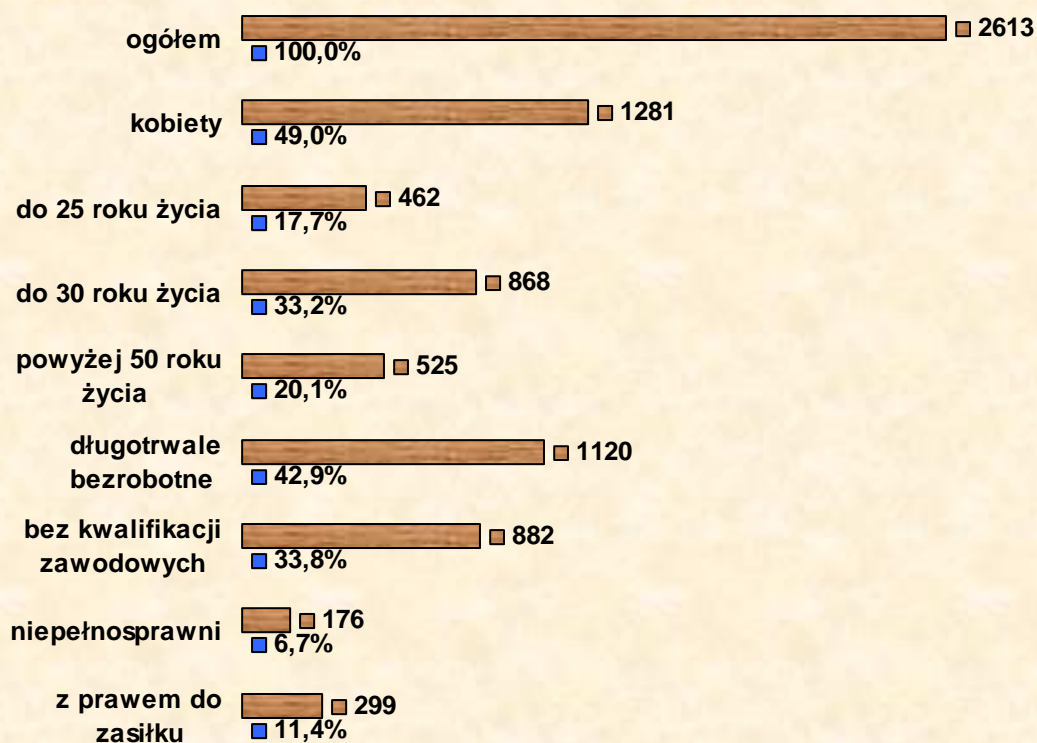 ogółem
2613
100,0%
kobiety
1281
49,0%
do 25 roku życia
462
17,7%
do 30 roku życia
868
33,2%
powyżej 50 roku
życia
525
20,1%
długotrwale
bezrobotne
1120
42,9%
bez kwalifikacji
zawodowych
882
33,8%
niepełnosprawni
176
6,7%
z prawem do
zasiłku
299
11,4%